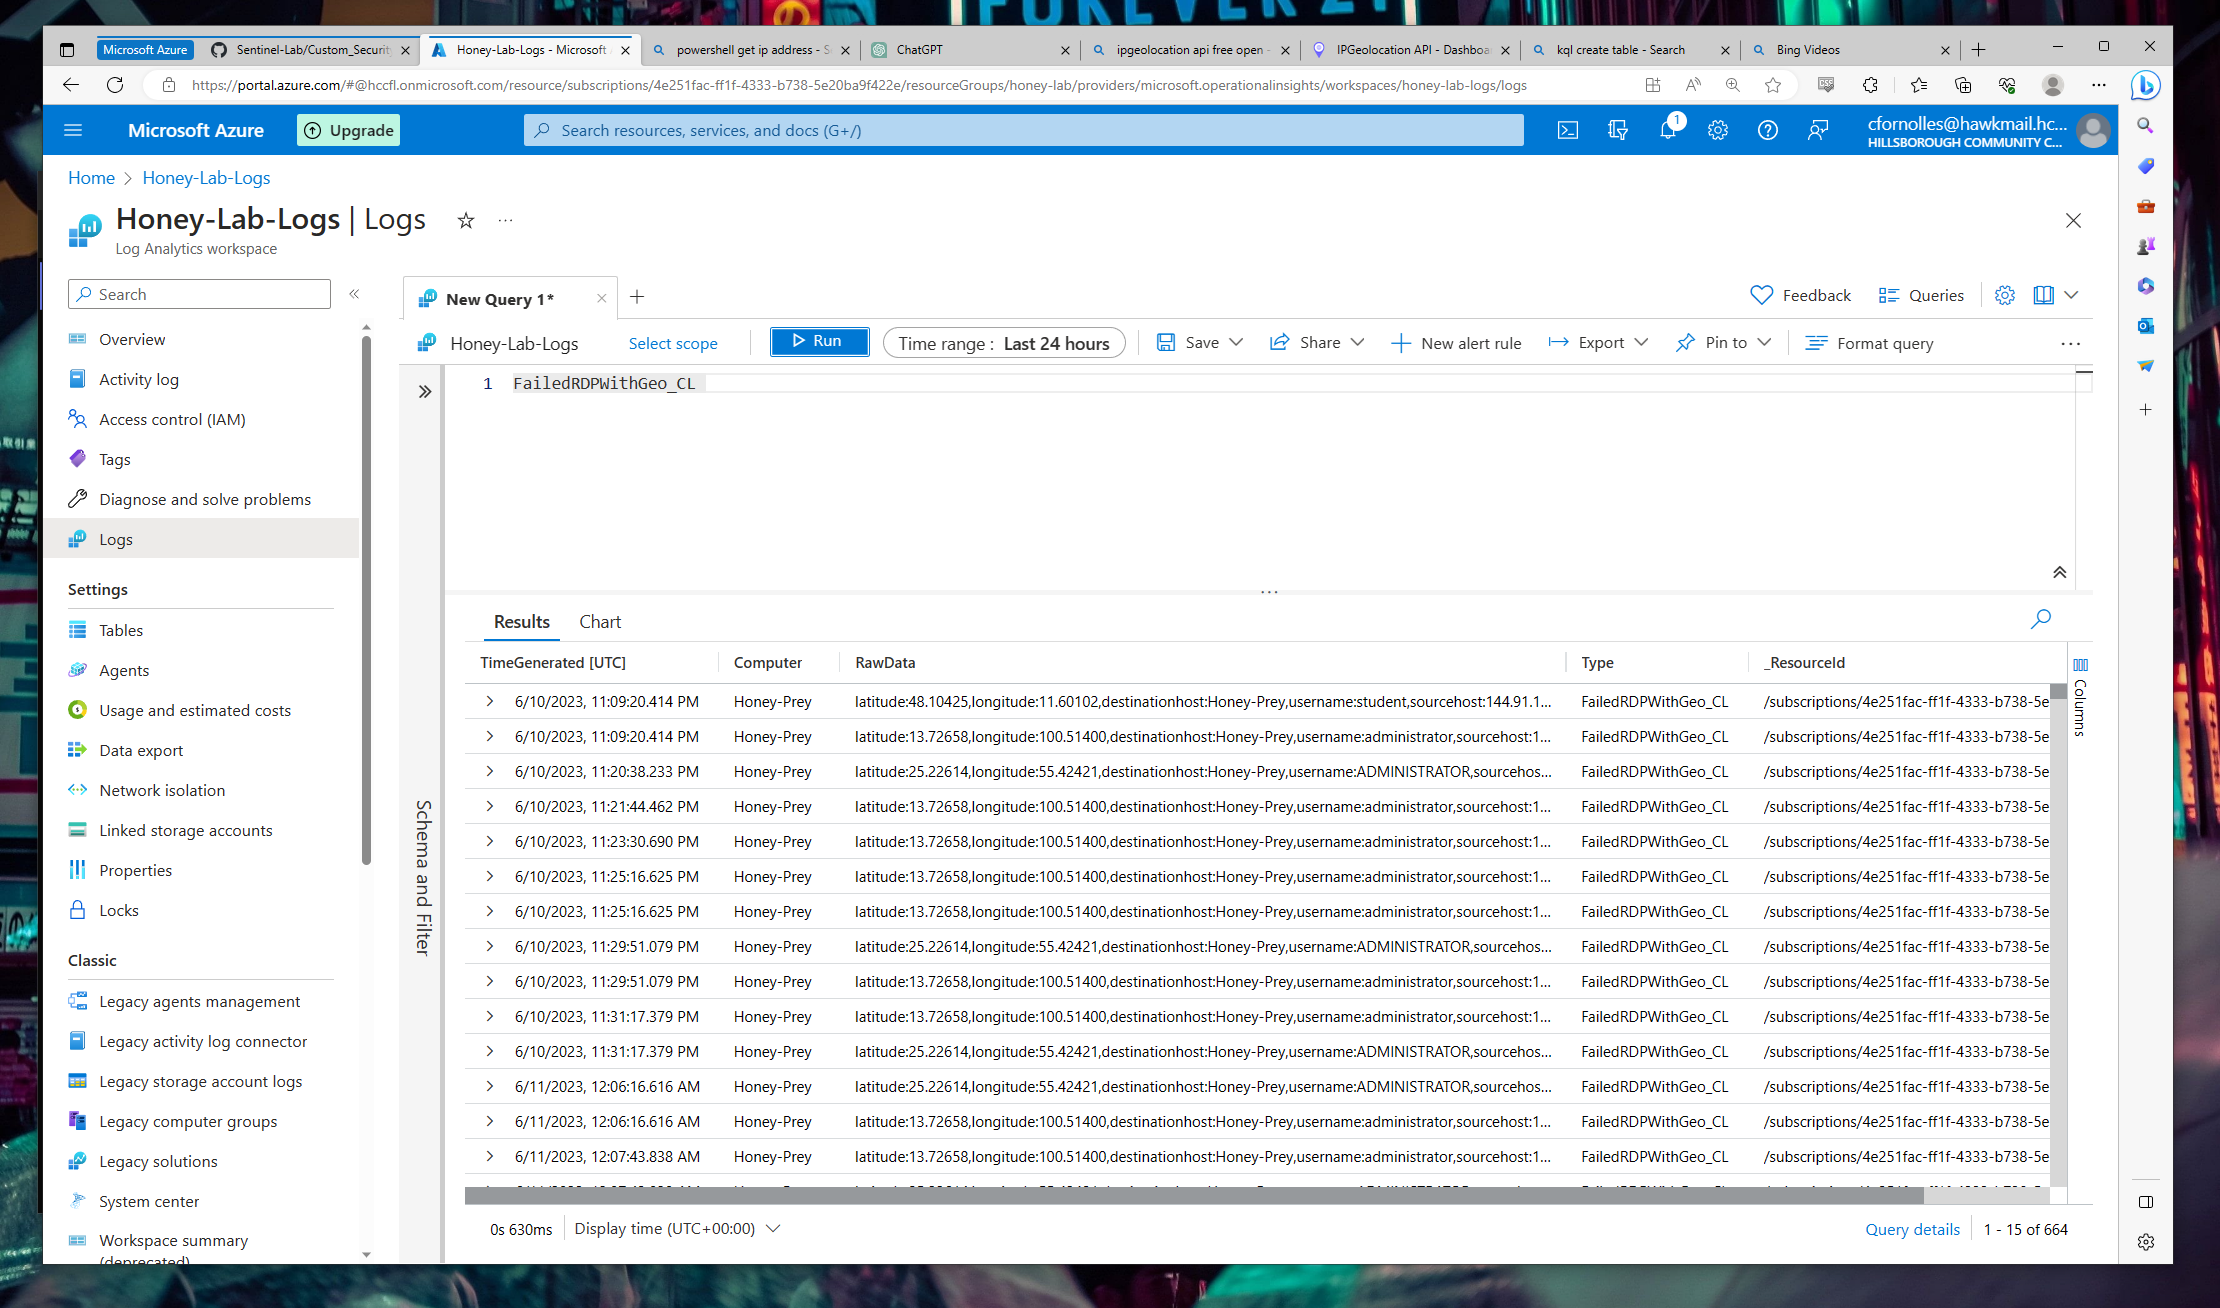 FOREVER 21
Microsoft Azure
Sentinel-Lab/Custom_Securit
Honey-Lab-Logs - Microsoft
powershell get ip address - S
ChatGPT
ipgeolocation api free open -
IPGeolocation API - Dashboa
kql create table - Search
Bing Videos
https://portal.azure.com/#@hccfl.onmicrosoft.com/resource/subscriptions/4e251fac-ff1f-4333-b738-5e20ba9f422e/resourceGroups/honey-lab/providers/microsoft.operationalinsights/workspaces/honey-lab-logs/logs
Microsoft Azure
Upgrade
Search resources, services, and docs (G+/)
1
cfornolles@hawkmail.hc...
HILLSBOROUGH COMMUNITY C...
Home > Honey-Lab-Logs
Honey-Lab-Logs | Logs
Log Analytics workspace
Search
Overview
Activity log
Access control (IAM)
Tags
Diagnose and solve problems
Logs
Settings
Tables
Agents
Usage and estimated costs
Data export
Network isolation
Linked storage accounts
Properties
Locks
Classic
Legacy agents management
Legacy activity log connector
Legacy storage account logs
Legacy computer groups
Legacy solutions
System center
Workspace summary
(deprecated)
New Query 1*
Feedback
Queries
Honey-Lab-Logs
Select scope
Run
Time range : Last 24 hours
Save
Share
New alert rule
Export
Pin to
Format query
1 FailedRDPWithGeo_CL
Schema and Filter
Results
Chart
TimeGenerated [UTC] Computer RawData Type _ResourceId
Columns
6/10/2023, 11:09:20.414 PM Honey-Prey latitude:48.10425,longitude:11.60102,destinationhost:Honey-Prey,username:student,sourcehost:144.91.1... FailedRDPWithGeo_CL /subscriptions/4e251fac-ff1f-4333-b738-5e
6/10/2023, 11:09:20.414 PM Honey-Prey latitude:13.72658,longitude:100.51400,destinationhost:Honey-Prey,username:administrator,sourcehost:1... FailedRDPWithGeo_CL /subscriptions/4e251fac-ff1f-4333-b738-5e
6/10/2023, 11:20:38.233 PM Honey-Prey latitude:25.22614,longitude:55.42421,destinationhost:Honey-Prey,username:ADMINISTRATOR,sourcehos... FailedRDPWithGeo_CL /subscriptions/4e251fac-ff1f-4333-b738-5e
6/10/2023, 11:21:44.462 PM Honey-Prey latitude:13.72658,longitude:100.51400,destinationhost:Honey-Prey,username:administrator,sourcehost:1... FailedRDPWithGeo_CL /subscriptions/4e251fac-ff1f-4333-b738-5e
6/10/2023, 11:23:30.690 PM Honey-Prey latitude:13.72658,longitude:100.51400,destinationhost:Honey-Prey,username:administrator,sourcehost:1... FailedRDPWithGeo_CL /subscriptions/4e251fac-ff1f-4333-b738-5e
6/10/2023, 11:25:16.625 PM Honey-Prey latitude:13.72658,longitude:100.51400,destinationhost:Honey-Prey,username:administrator,sourcehost:1... FailedRDPWithGeo_CL /subscriptions/4e251fac-ff1f-4333-b738-5e
6/10/2023, 11:25:16.625 PM Honey-Prey latitude:13.72658,longitude:100.51400,destinationhost:Honey-Prey,username:administrator,sourcehost:1... FailedRDPWithGeo_CL /subscriptions/4e251fac-ff1f-4333-b738-5e
6/10/2023, 11:29:51.079 PM Honey-Prey latitude:25.22614,longitude:55.42421,destinationhost:Honey-Prey,username:ADMINISTRATOR,sourcehos... FailedRDPWithGeo_CL /subscriptions/4e251fac-ff1f-4333-b738-5e
6/10/2023, 11:29:51.079 PM Honey-Prey latitude:13.72658,longitude:100.51400,destinationhost:Honey-Prey,username:administrator,sourcehost:1... FailedRDPWithGeo_CL /subscriptions/4e251fac-ff1f-4333-b738-5e
6/10/2023, 11:31:17.379 PM Honey-Prey latitude:13.72658,longitude:100.51400,destinationhost:Honey-Prey,username:administrator,sourcehost:1... FailedRDPWithGeo_CL /subscriptions/4e251fac-ff1f-4333-b738-5e
6/10/2023, 11:31:17.379 PM Honey-Prey latitude:25.22614,longitude:55.42421,destinationhost:Honey-Prey,username:ADMINISTRATOR,sourcehos... FailedRDPWithGeo_CL /subscriptions/4e251fac-ff1f-4333-b738-5e
6/11/2023, 12:06:16.616 AM Honey-Prey latitude:25.22614,longitude:55.42421,destinationhost:Honey-Prey,username:ADMINISTRATOR,sourcehos... FailedRDPWithGeo_CL /subscriptions/4e251fac-ff1f-4333-b738-5e
6/11/2023, 12:06:16.616 AM Honey-Prey latitude:13.72658,longitude:100.51400,destinationhost:Honey-Prey,username:administrator,sourcehost:1... FailedRDPWithGeo_CL /subscriptions/4e251fac-ff1f-4333-b738-5e
6/11/2023, 12:07:43.838 AM Honey-Prey latitude:13.72658,longitude:100.51400,destinationhost:Honey-Prey,username:administrator,sourcehost:1... FailedRDPWithGeo_CL /subscriptions/4e251fac-ff1f-4333-b738-5e
0s 630ms
Display time (UTC+00:00)
Query details
1 - 15 of 664